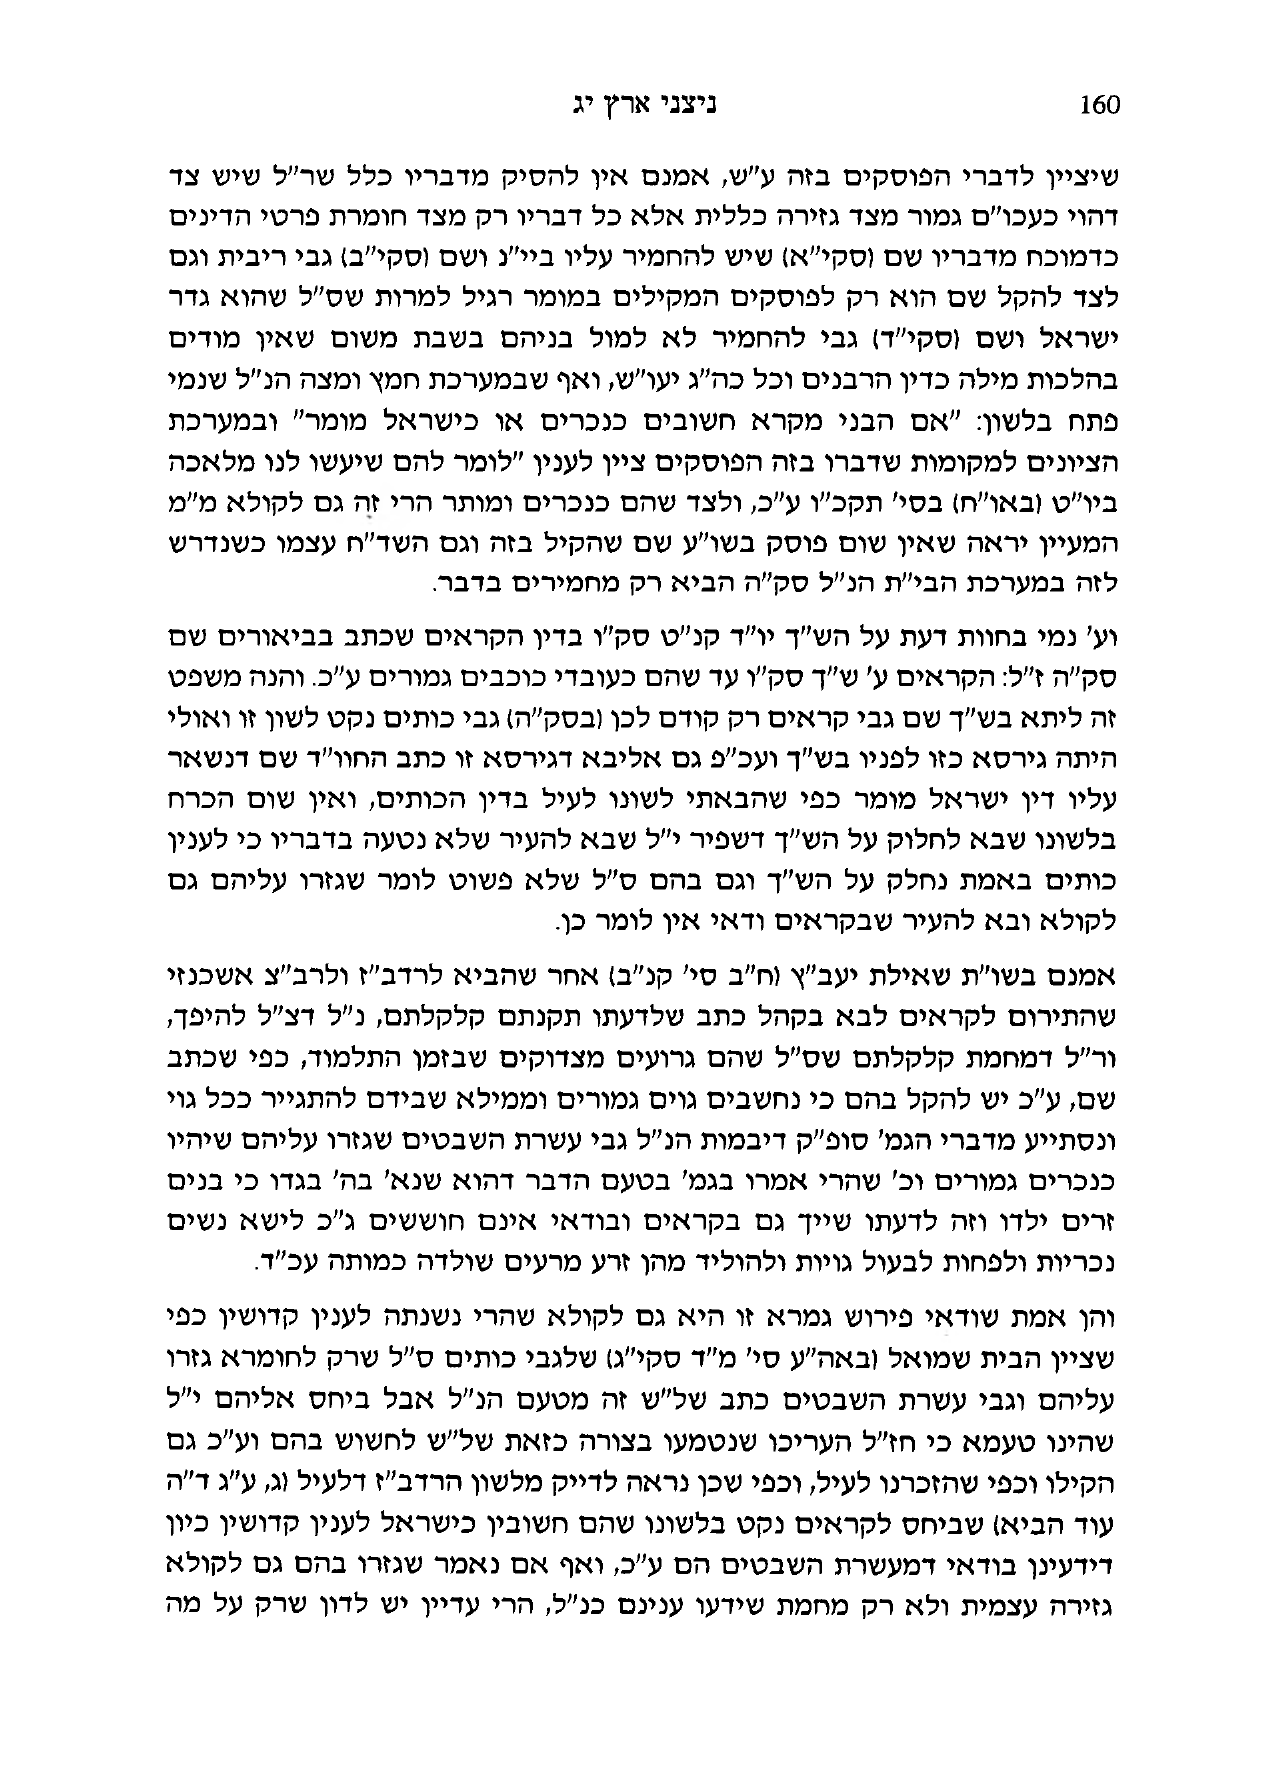 160 ניצני ארץ יג
שיציין לדברי הפוסקים בזה ע"ש, אמנם אין להסיק מדבריו כלל שר"ל שיש צד
דהוי כעכו"ם גמור מצד גזירה כללית אלא כל דבריו רק מצד חומרת פרטי הדינים
כדמוכח מדבריו שם (סקי"א) שיש להחמיר עליו ביי"נ ושם (סקי"ב) גבי ריבית וגם
לצד להקל שם הוא רק לפוסקים המקילים במומר רגיל למרות שס"ל שהוא גדר
ישראל ושם (סקי"ד) גבי להחמיר לא למול בניהם בשבת משום שאין מודים
בהלכות מילה כדין הרבנים וכל כה"ג יעו"ש, ואף שבמערכת חמץ ומצה הנ"ל שנמי
פתח בלשון: "אם הבני מקרא חשובים כנכרים או כישראל מומר" ובמערכת
הציונים למקומות שדברו בזה הפוסקים ציין לענין "לומר להם שיעשו לנו מלאכה
ביו"ט (באו"ח) בסי' תקכ"ו ע"כ, ולצד שהם כנכרים ומותר הרי זה גם לקולא מ"מ
המעיין יראה שאין שום פוסק בשו"ע שם שהקיל בזה וגם השד"ח עצמו כשנדרש
לזה במערכת הבי"ת הנ"ל סק"ה הביא רק מחמירים בדבר.
וע' נמי בחוות דעת על הש"ך יו"ד קנ"ט סק"ו בדין הקראים שכתב בביאורים שם
סק"ה ז"ל: הקראים ע' ש"ך סק"ו עד שהם כעובדי כוכבים גמורים ע"כ. והנה משפט
זה ליתא בש"ך שם גבי קראים רק קודם לכן (בסק"ה) גבי כותים נקט לשון זו ואולי
היתה גירסא כזו לפניו בש"ך ועכ"פ גם אליבא דגירסא זו כתב החוו"ד שם דנשאר
עליו דין ישראל מומר כפי שהבאתי לשונו לעיל בדין הכותים, ואין שום הכרח
בלשונו שבא לחלוק על הש"ך דשפיר י"ל שבא להעיר שלא נטעה בדבריו כי לענין
כותים באמת נחלק על הש"ך וגם בהם ס"ל שלא פשוט לומר שגזרו עליהם גם
לקולא ובא להעיר שבקראים ודאי אין לומר כן.
אמנם בשו"ת שאילת יעב"ץ (ח"ב סי' קנ"ב) אחר שהביא לרדב"ז ולרב"צ אשכנזי
שהתירום לקראים לבא בקהל כתב שלדעתו תקנתם קלקלתם, נ"ל דצ"ל להיפך,
ור"ל דמחמת קלקלתם שס"ל שהם גרועים מצדוקים שבזמן התלמוד, כפי שכתב
שם, ע"כ יש להקל בהם כי נחשבים גוים גמורים וממילא שבידם להתגייר ככל גוי
ונסתייע מדברי הגמ' סופ"ק דיבמות הנ"ל גבי עשרת השבטים שגזרו עליהם שיהיו
כנכרים גמורים וכ' שהרי אמרו בגמ' בטעם הדבר דהוא שנא' בה' בגדו כי בנים
זרים ילדו וזה לדעתו שייך גם בקראים ובודאי אינם חוששים ג"כ לישא נשים
נכריות ולפחות לבעול גויות ולהוליד מהן זרע מרעים שולדה כמותה עכ"ד.
והן אמת שודאי פירוש גמרא זו היא גם לקולא שהרי נשנתה לענין קדושין כפי
שציין הבית שמואל (באה"ע סי' מ"ד סקי"ג) שלגבי כותים ס"ל שרק לחומרא גזרו
עליהם וגבי עשרת השבטים כתב של"ש זה מטעם הנ"ל אבל ביחס אליהם י"ל
שהינו טעמא כי חז"ל העריכו שנטמעו בצורה כזאת של"ש לחשוש בהם וע"כ גם
הקילו וכפי שהזכרנו לעיל, וכפי שכן נראה לדייק מלשון הרדב"ז דלעיל (ג, ע"ג ד"ה
עוד הביא) שביחס לקראים נקט בלשונו שהם חשובין כישראל לענין קדושין כיון
דידעינן בודאי דמעשרת השבטים הם ע"כ, ואף אם נאמר שגזרו בהם גם לקולא
גזירה עצמית ולא רק מחמת שידעו ענינם כנ"ל, הרי עדיין יש לדון שרק על מה